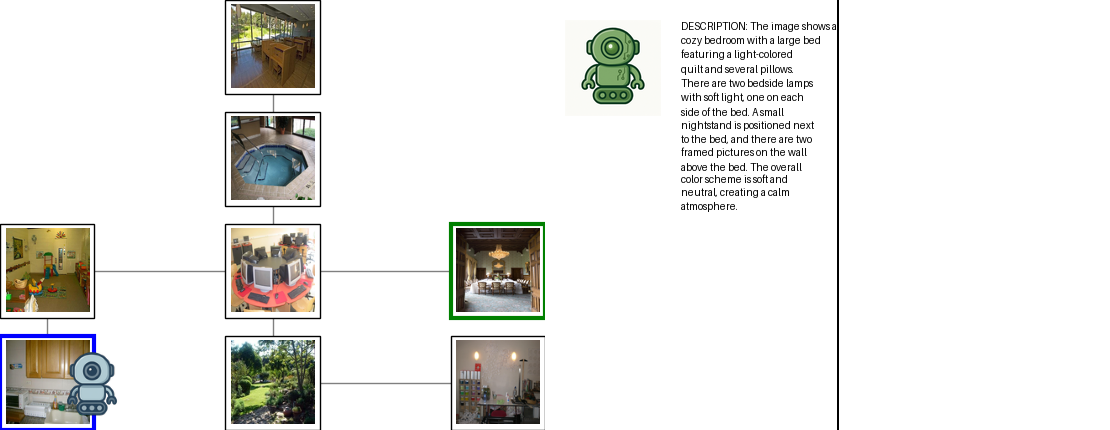 DESCRIPTION: The image shows a
cozy bedroom with a large bed
featuring a light-colored
quilt and several pillows.
There are two bedside lamps
with soft light, one on each
side of the bed. A small
nightstand is positioned next
to the bed, and there are two
framed pictures on the wall
above the bed. The overall
color scheme is soft and
neutral, creating a calm
atmosphere.